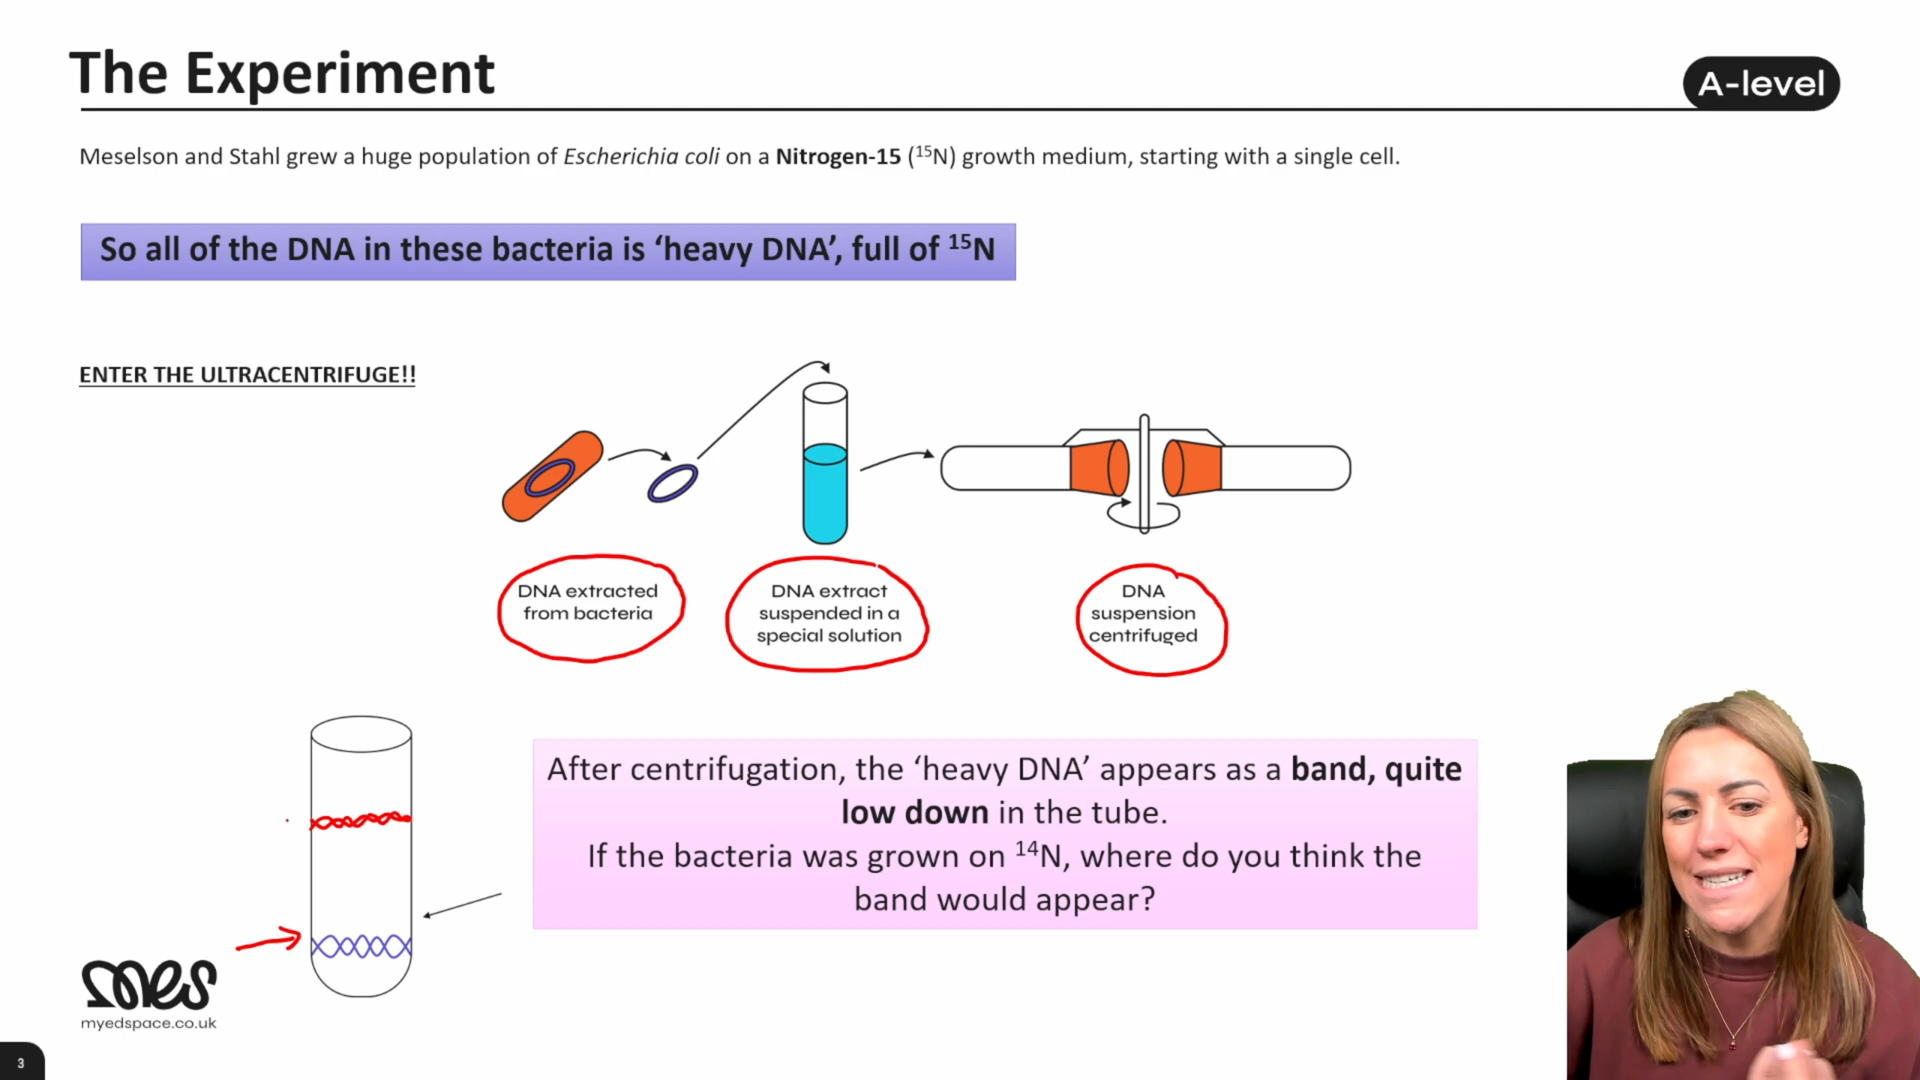 The Experiment
A-level
Meselson and Stahl grew a huge population of Escherichia coli on a Nitrogen-15 (¹⁵N) growth medium, starting with a single cell.
So all of the DNA in these bacteria is ‘heavy DNA’, full of ¹⁵N
ENTER THE ULTRACENTRIFUGE!!
DNA extracted
from bacteria
DNA extract
suspended in a
special solution
DNA
suspension
centrifuged
After centrifugation, the ‘heavy DNA’ appears as a band, quite
low down in the tube.
If the bacteria was grown on ¹⁴N, where do you think the
band would appear?
mes
myedspace.co.uk
3